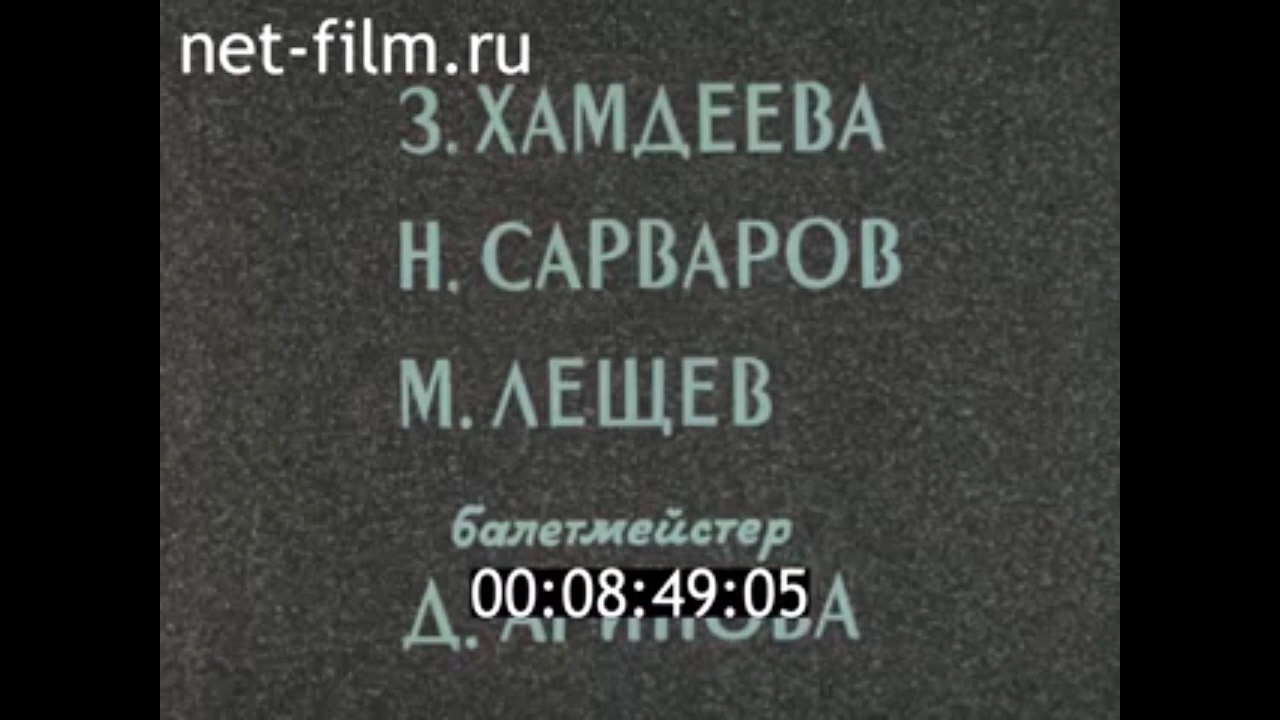 net-film.ru
З. ХАМДЕЕВА
Н. САРВАРОВ
М. ЛЕЩЕВ
балетмейстер
00:08:49:05
Д.